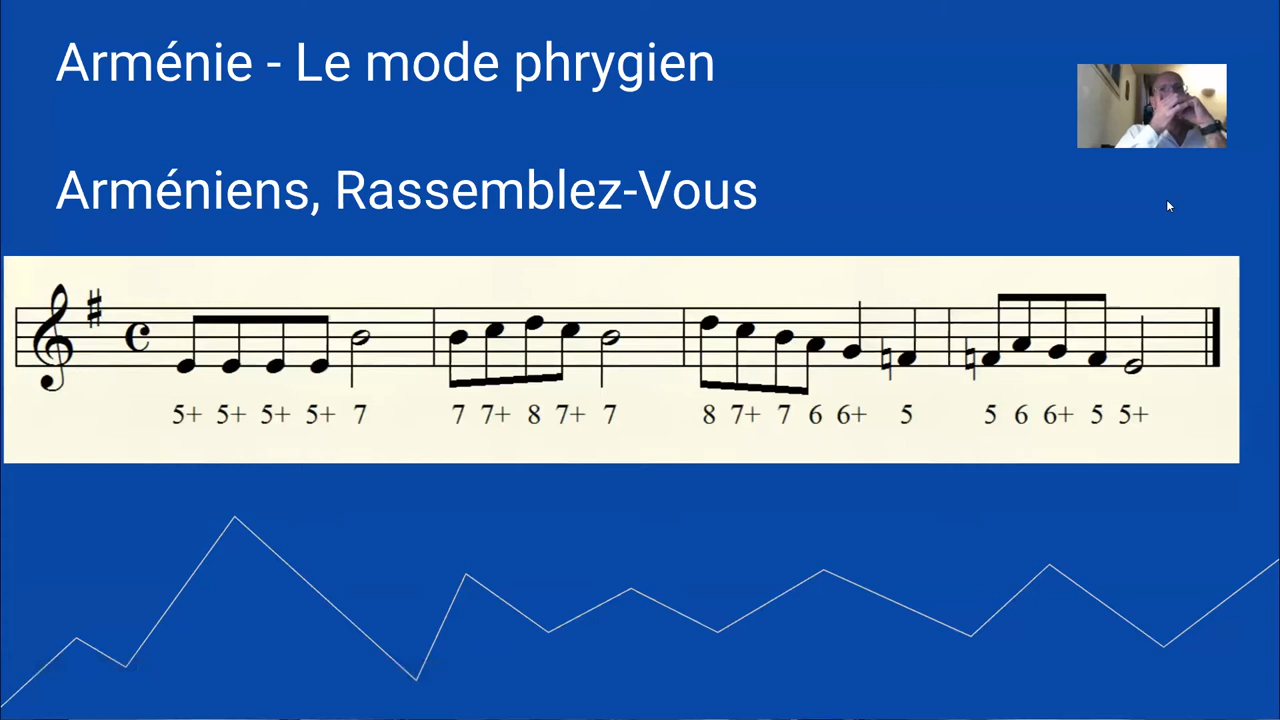 Arménie - Le mode phrygien
Arméniens, Rassemblez-Vous
5+ 5+ 5+ 5+ 7 7 7+ 8 7+ 7 8 7+ 7 6 6+ 5 5 6 6+ 5 5+